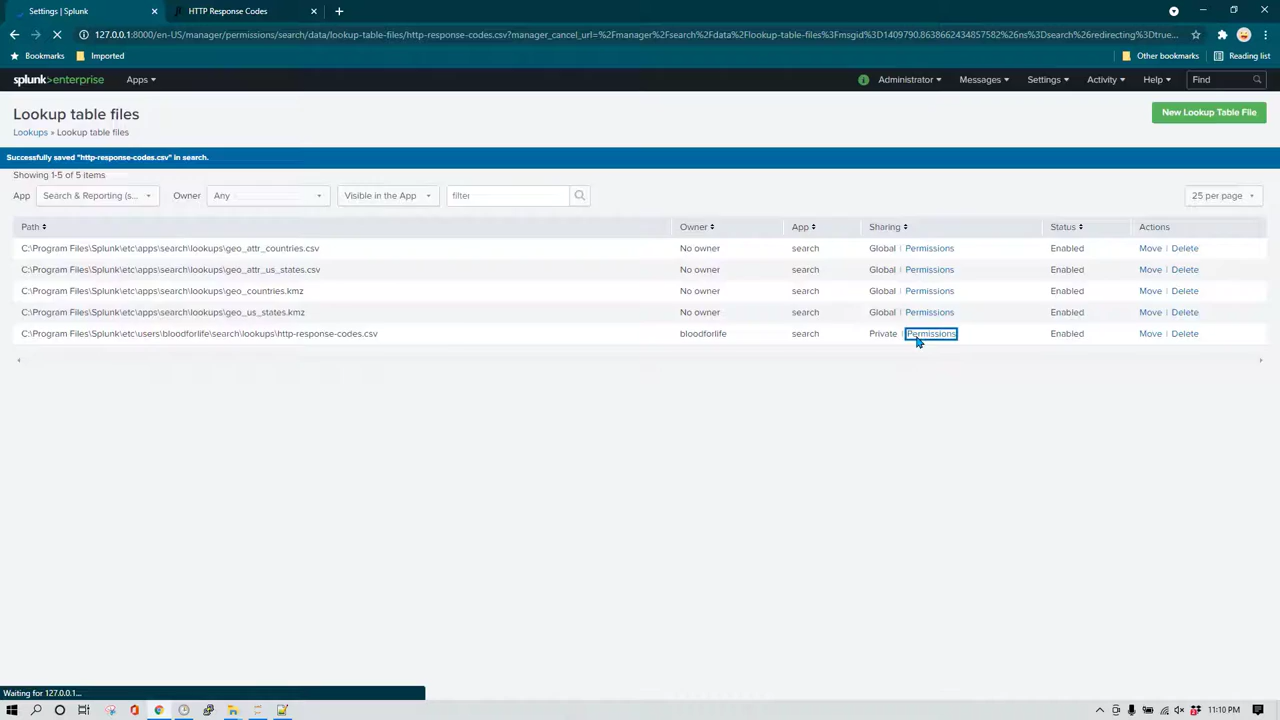 Settings | Splunk
HTTP Response Codes
127.0.0.1:8000/en-US/manager/permissions/search/data/lookup-table-files/http-response-codes.csv?manager_cancel_url=%2Fmanager%2Fsearch%2Fdata%2Flookup-table-files%2Fmsgid%3D1409790.8638662434857582%26ns%3Dsearch%26redirecting%3Dtrue...
Bookmarks
Imported
Other bookmarks
Reading list
splunk>enterprise
Apps
Administrator
Messages
Settings
Activity
Help
Find
Lookup table files
New Lookup Table File
Lookups » Lookup table files
Successfully saved "http-response-codes.csv" in search.
Showing 1-5 of 5 items
App Search & Reporting (s... Owner Any Visible in the App filter 25 per page
Path Owner App Sharing Status Actions
C:\Program Files\Splunk\etc\apps\search\lookups\geo_attr_countries.csv No owner search Global | Permissions Enabled Move | Delete
C:\Program Files\Splunk\etc\apps\search\lookups\geo_attr_us_states.csv No owner search Global | Permissions Enabled Move | Delete
C:\Program Files\Splunk\etc\apps\search\lookups\geo_countries.kmz No owner search Global | Permissions Enabled Move | Delete
C:\Program Files\Splunk\etc\apps\search\lookups\geo_us_states.kmz No owner search Global | Permissions Enabled Move | Delete
C:\Program Files\Splunk\etc\users\bloodforlife\search\lookups\http-response-codes.csv bloodforlife search Private | Permissions Enabled Move | Delete
Waiting for 127.0.0.1...
11:10 PM